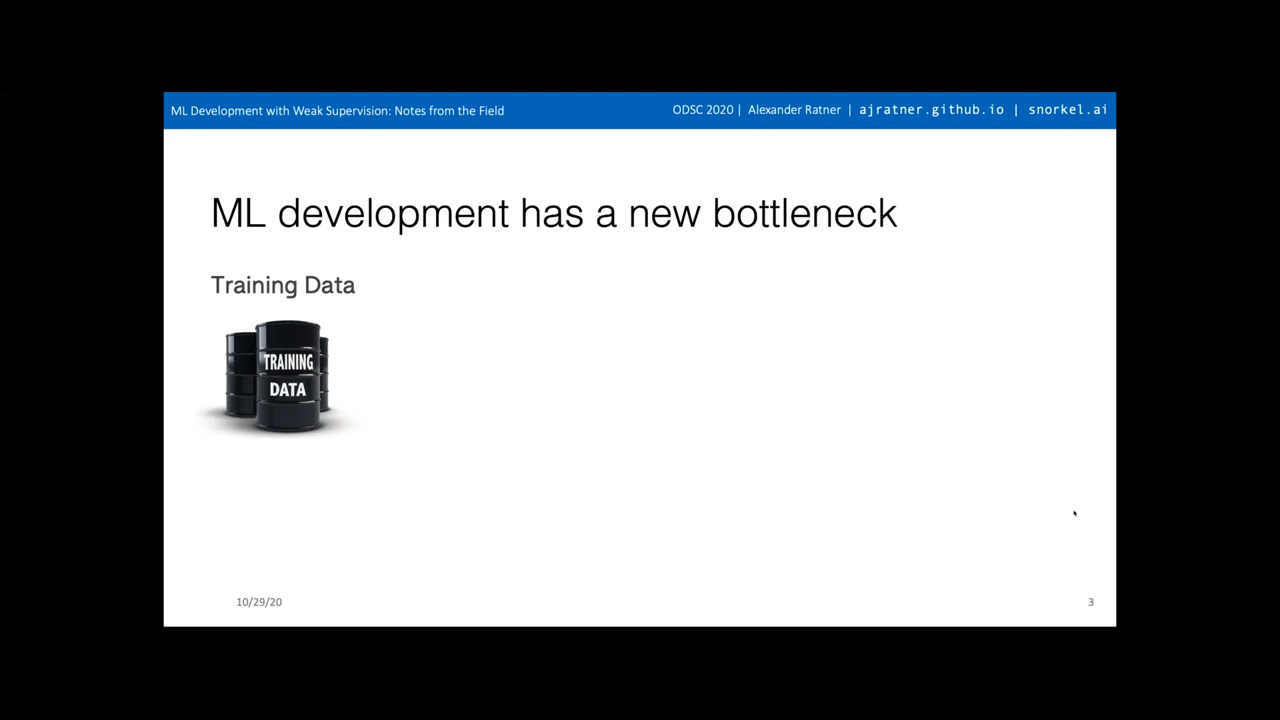 ML Development with Weak Supervision: Notes from the Field
ODSC 2020 | Alexander Ratner | ajratner.github.io | snorkel.ai
ML development has a new bottleneck
Training Data
TRAINING
DATA
10/29/20
3